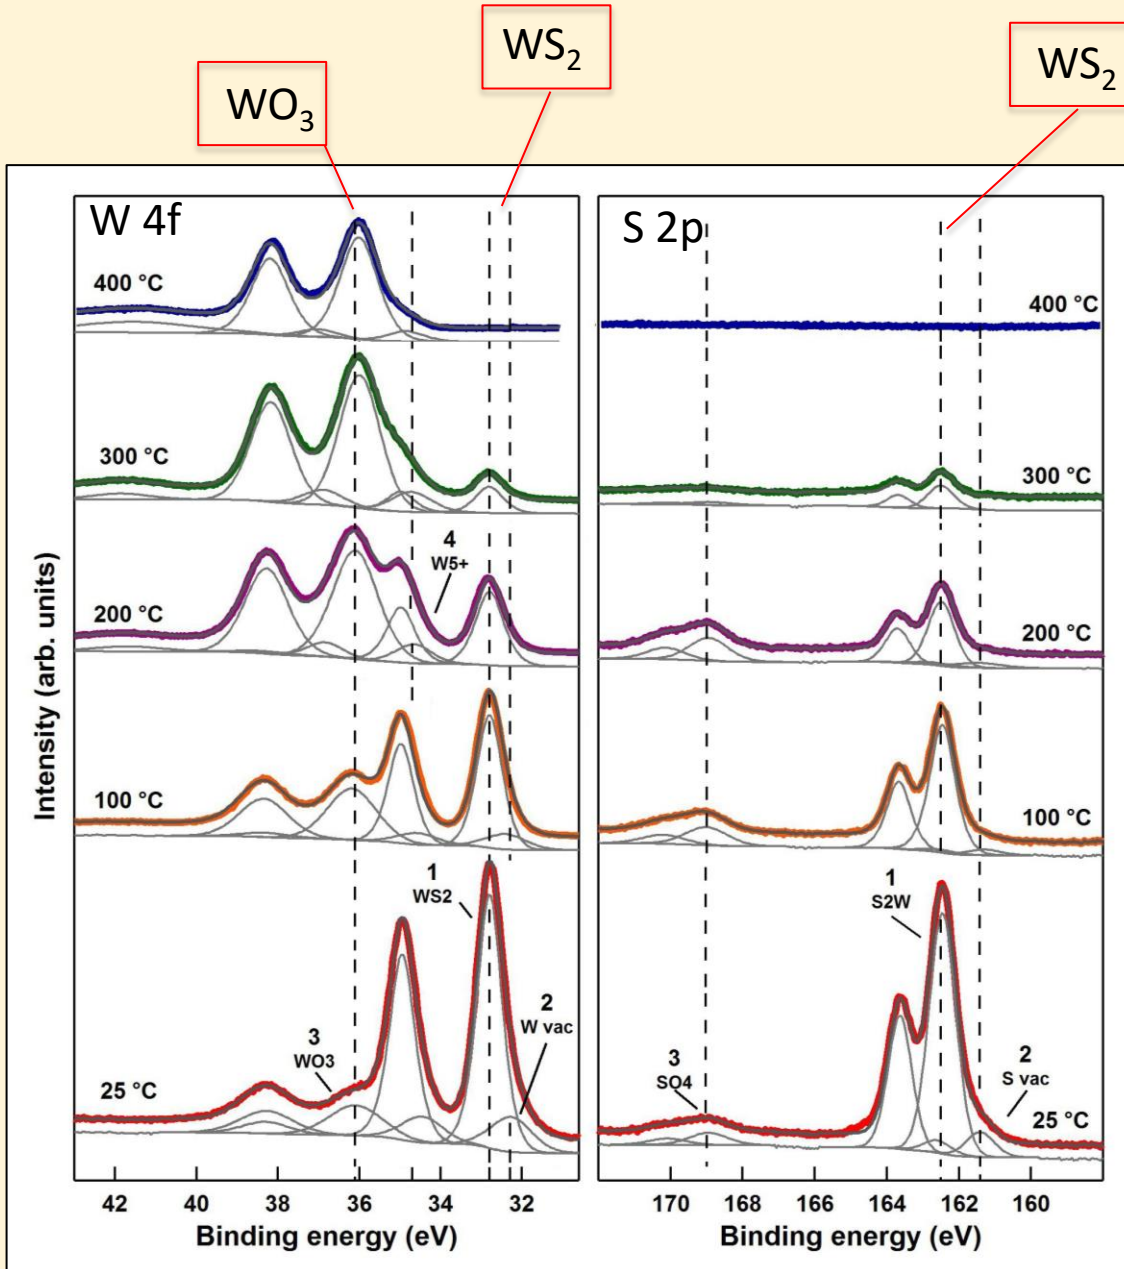 WO₃
WS₂
WS₂
W 4f
400 °C
300 °C
200 °C
4
W5+
100 °C
1
WS2
2
W vac
3
WO3
25 °C
42 40 38 36 34 32
Binding energy (eV)
Intensity (arb. units)
S 2p
400 °C
300 °C
200 °C
100 °C
1
S2W
2
S vac
3
SO4
25 °C
170 168 166 164 162 160
Binding energy (eV)